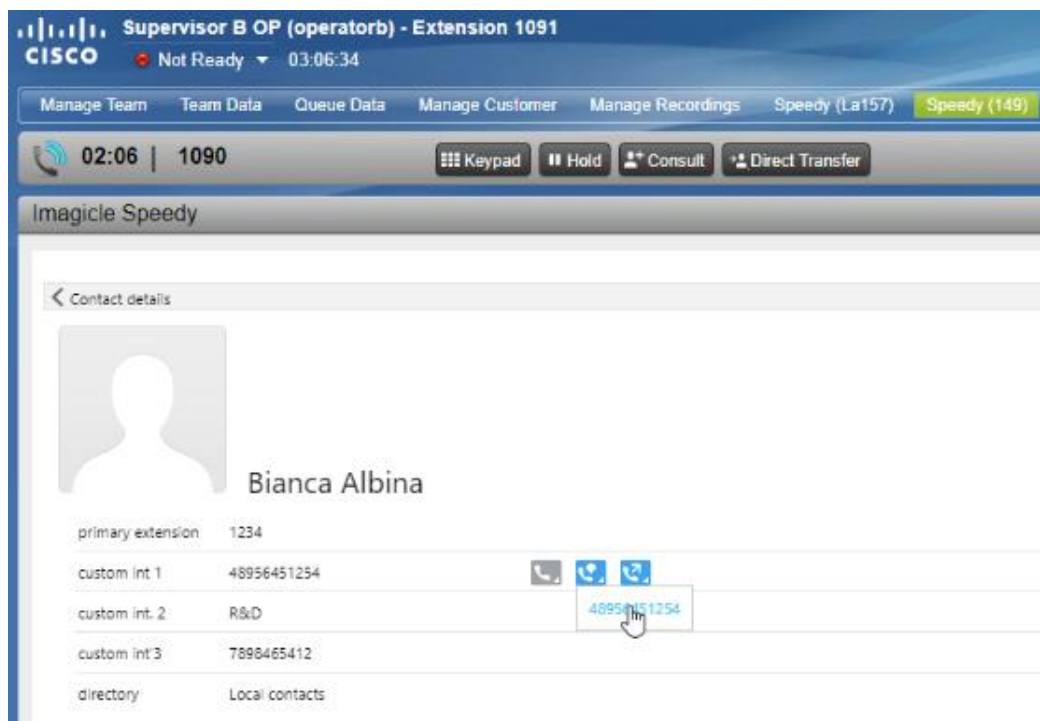 Supervisor B OP (operatorb) - Extension 1091
CISCO Not Ready 03:06:34
Manage Team Team Data Queue Data Manage Customer Manage Recordings Speedy (La157) Speedy (149)
02:06 | 1090 Keypad Hold Consult Direct Transfer
Imagicle Speedy
Contact details
Bianca Albina
primary extension 1234
custom int 1 48956451254
48956451254
custom int. 2 R&D
custom int'3 7898465412
directory Local contacts